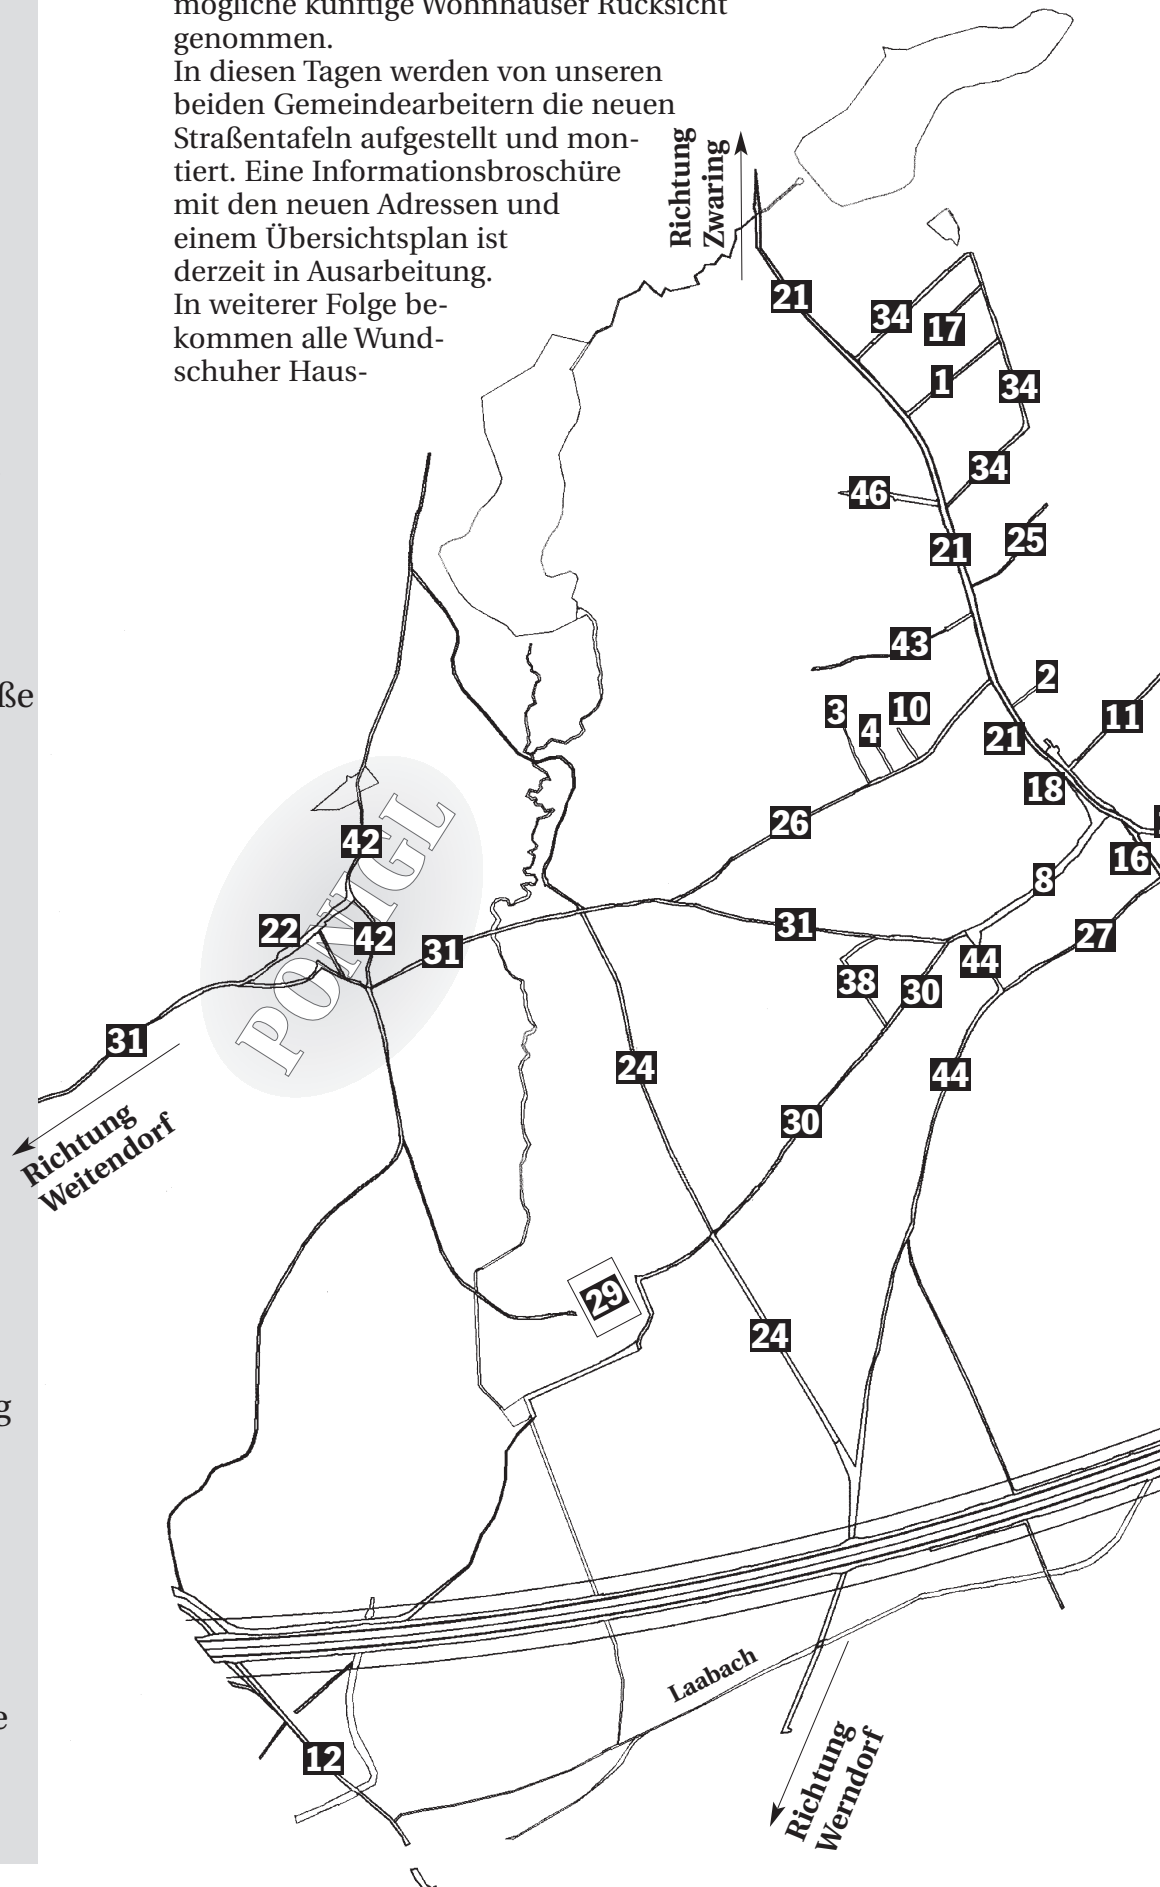 mögliche künftige Wohnhäuser Rücksicht
genommen.
In diesen Tagen werden von unseren
beiden Gemeindearbeitern die neuen
Straßentafeln aufgestellt und mon-
tiert. Eine Informationsbroschüre
mit den neuen Adressen und
einem Übersichtsplan ist
derzeit in Ausarbeitung.
In weiterer Folge be-
kommen alle Wund-
schuher Haus-
Richtung
Zwaring
21
34
17
1
34
34
46
21
25
43
2
ße
3
4
10
11
21
18
26
42
16
8
PONIGL
22
42
31
31
27
44
38
30
31
24
44
30
Richtung
Weitendorf
29
24
g
Laabach
e
12
Richtung
Werndorf